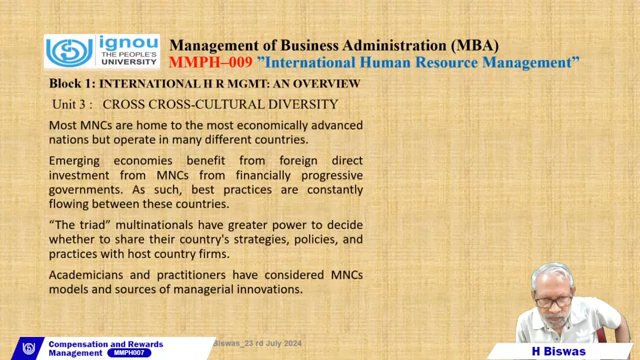 ignou
THE PEOPLE'S
UNIVERSITY
Management of Business Administration (MBA)
MMPH–009 ”International Human Resource Management”
Block 1: INTERNATIONAL H R MGMT: AN OVERVIEW
Unit 3 : CROSS CROSS-CULTURAL DIVERSITY
Most MNCs are home to the most economically advanced
nations but operate in many different countries.
Emerging economies benefit from foreign direct
investment from MNCs from financially progressive
governments. As such, best practices are constantly
flowing between these countries.
“The triad” multinationals have greater power to decide
whether to share their country's strategies, policies, and
practices with host country firms.
Academicians and practitioners have considered MNCs
models and sources of managerial innovations.
Compensation and Rewards
Management MMPH007
Biswas_23 rd July 2024
H Biswas